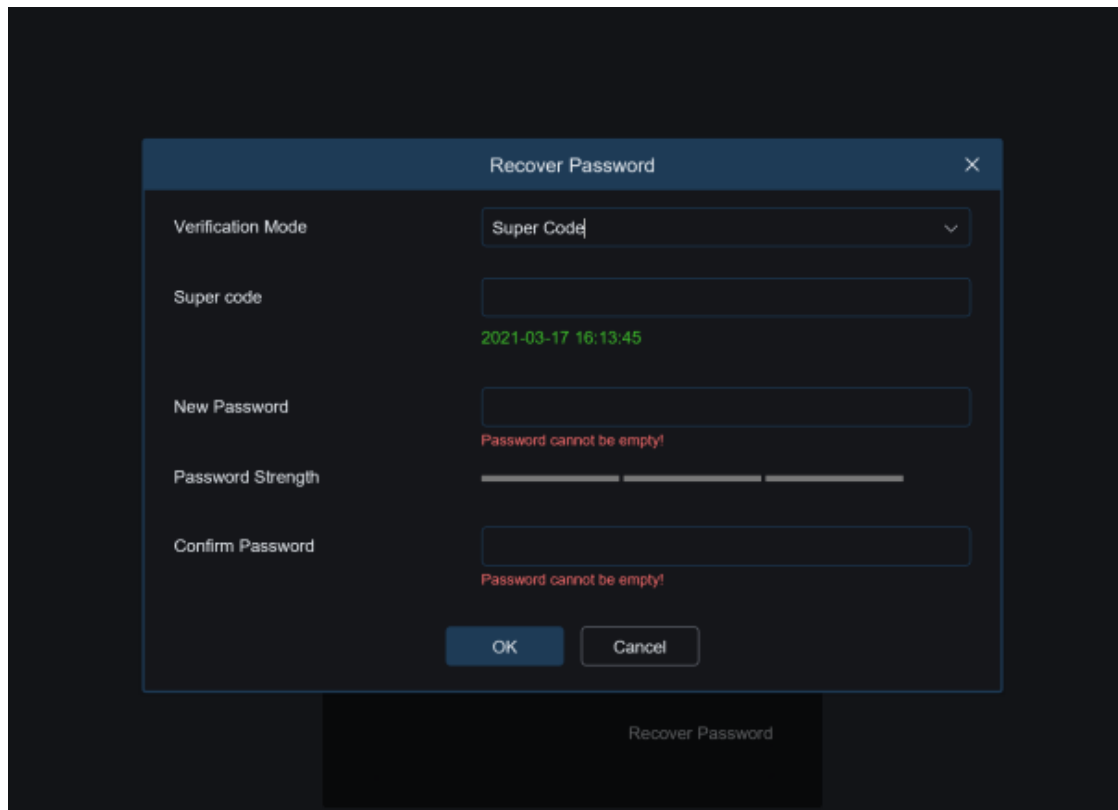 Recover Password
Verification Mode
Super Code
Super code
2021-03-17 16:13:45
New Password
Password cannot be empty!
Password Strength
Confirm Password
Password cannot be empty!
OK
Cancel
Recover Password